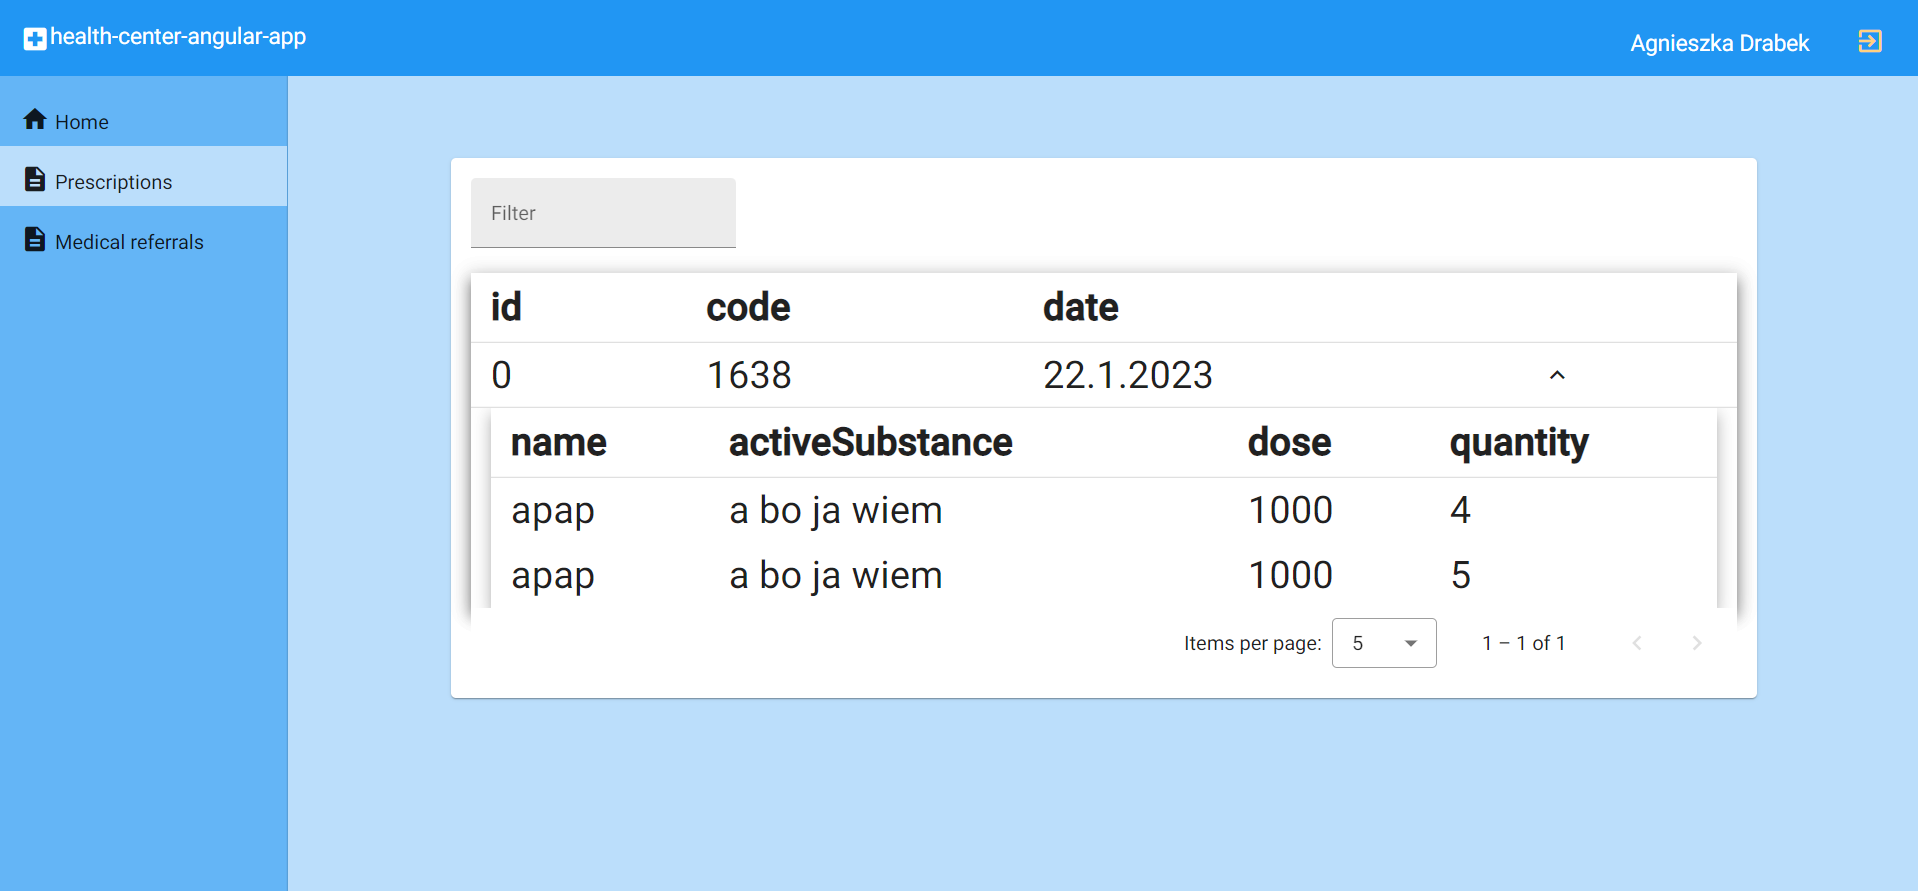 health-center-angular-app
Agnieszka Drabek
Home
Prescriptions
Medical referrals
Filter
id code date
0 1638 22.1.2023
name activeSubstance dose quantity
apap a bo ja wiem 1000 4
apap a bo ja wiem 1000 5
Items per page: 5 1 – 1 of 1